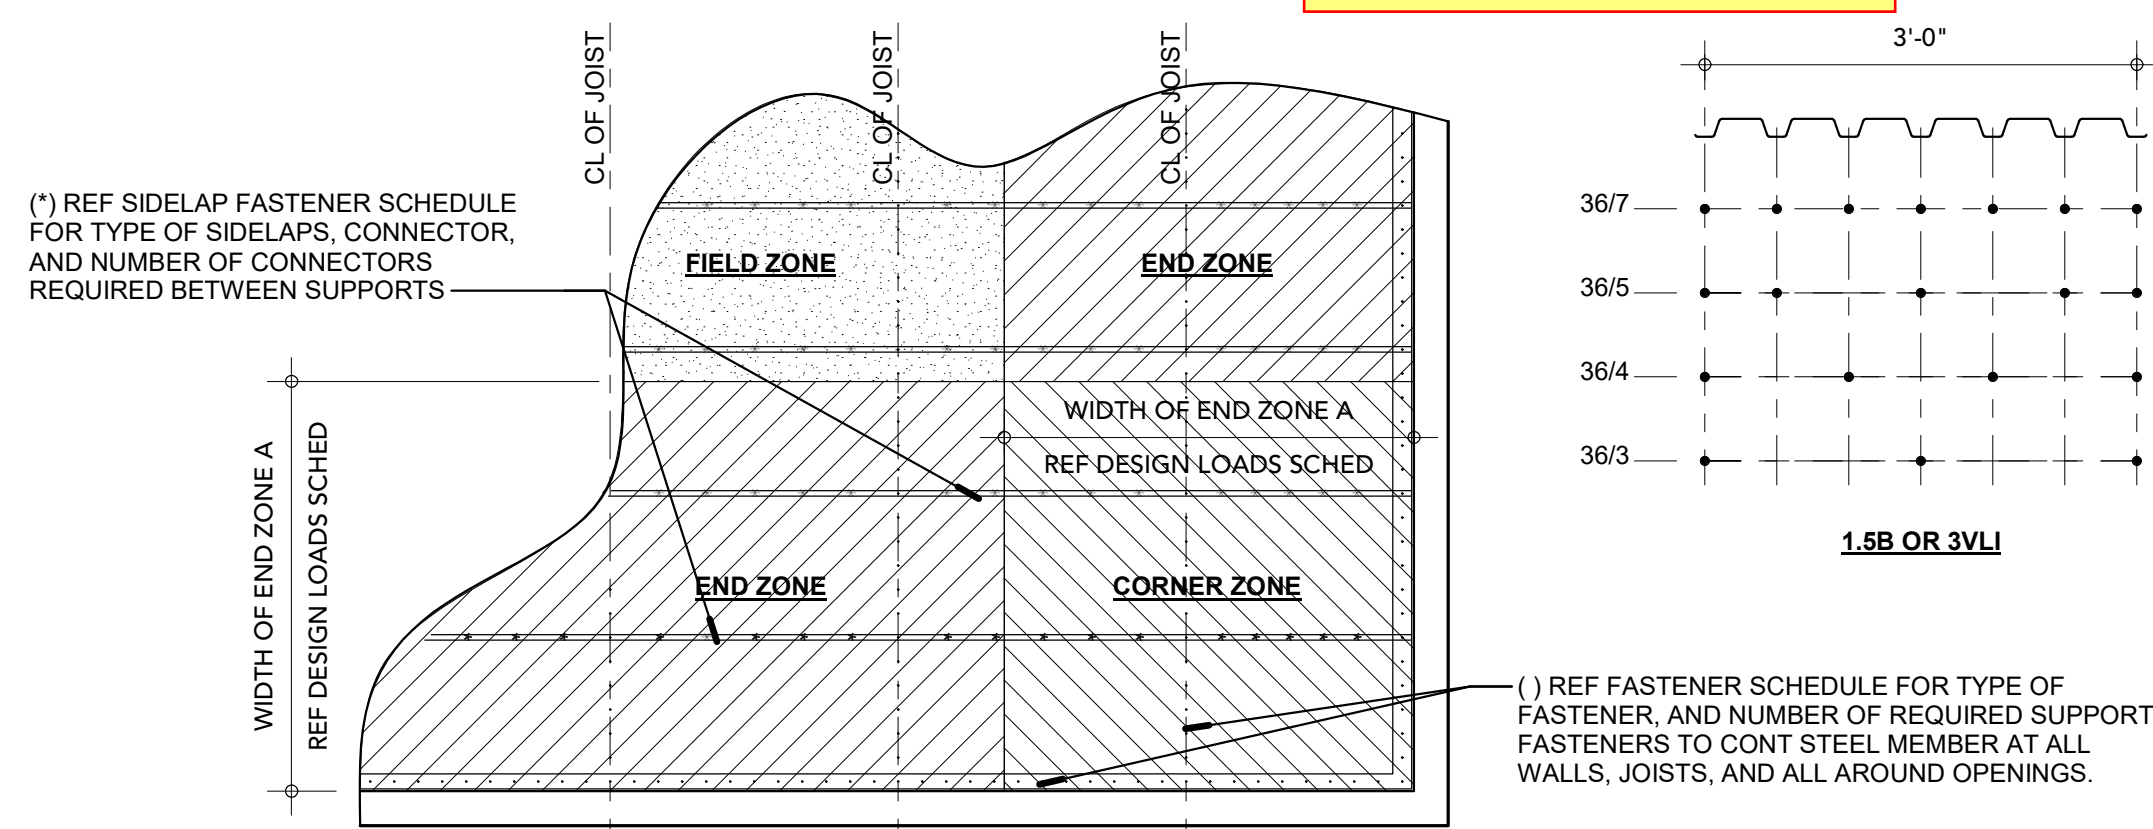 CL OF JOIST
CL OF JOIST
CL OF JOIST
3'-0"
(*) REF SIDELAP FASTENER SCHEDULE
FOR TYPE OF SIDELAPS, CONNECTOR,
AND NUMBER OF CONNECTORS
REQUIRED BETWEEN SUPPORTS
FIELD ZONE
END ZONE
36/7
36/5
36/4
36/3
WIDTH OF END ZONE A
REF DESIGN LOADS SCHED
WIDTH OF END ZONE A
REF DESIGN LOADS SCHED
1.5B OR 3VLI
END ZONE
CORNER ZONE
( ) REF FASTENER SCHEDULE FOR TYPE OF
FASTENER, AND NUMBER OF REQUIRED SUPPORT
FASTENERS TO CONT STEEL MEMBER AT ALL
WALLS, JOISTS, AND ALL AROUND OPENINGS.